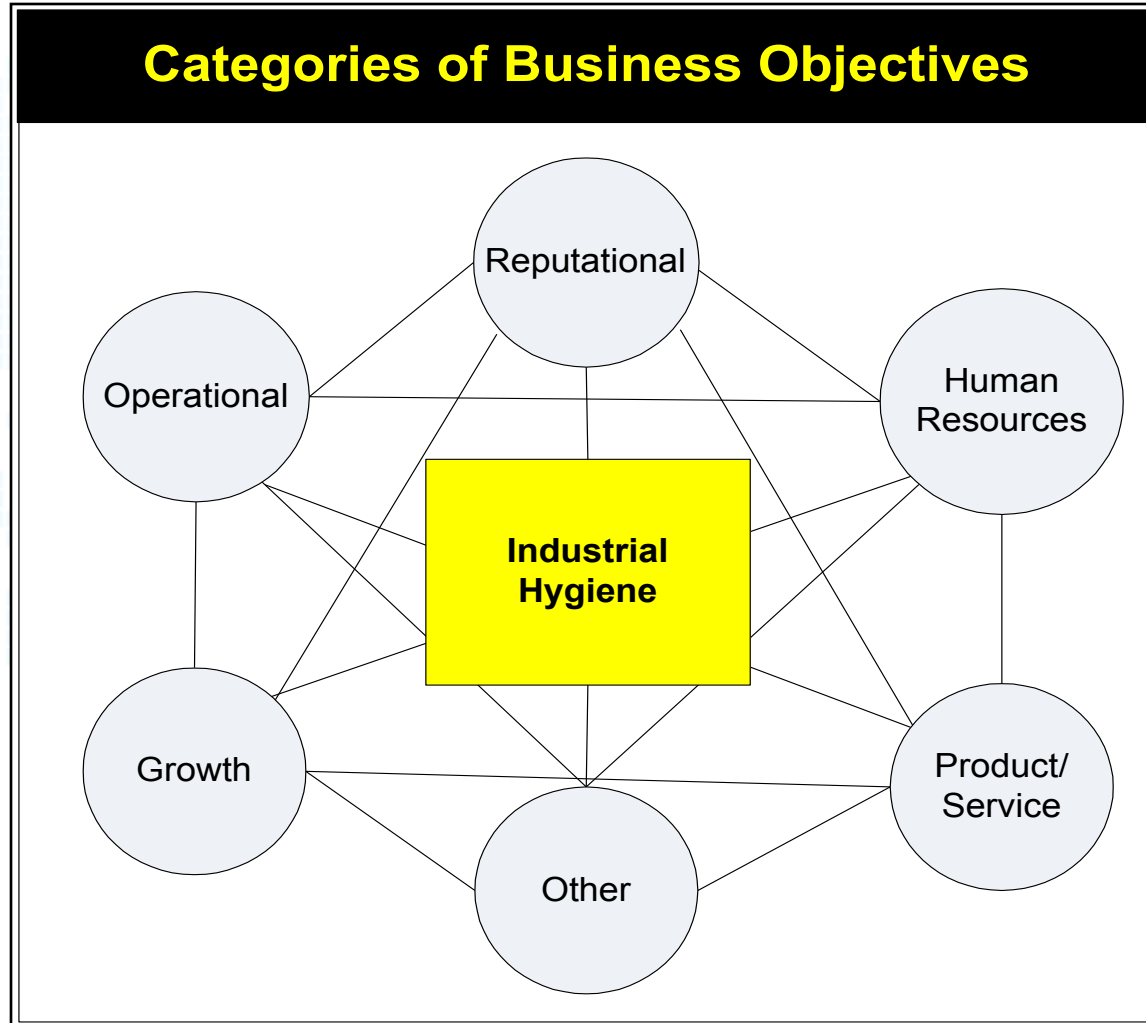 Categories of Business Objectives
Reputational
Operational
Human
Resources
Industrial
Hygiene
Growth
Product/
Service
Other